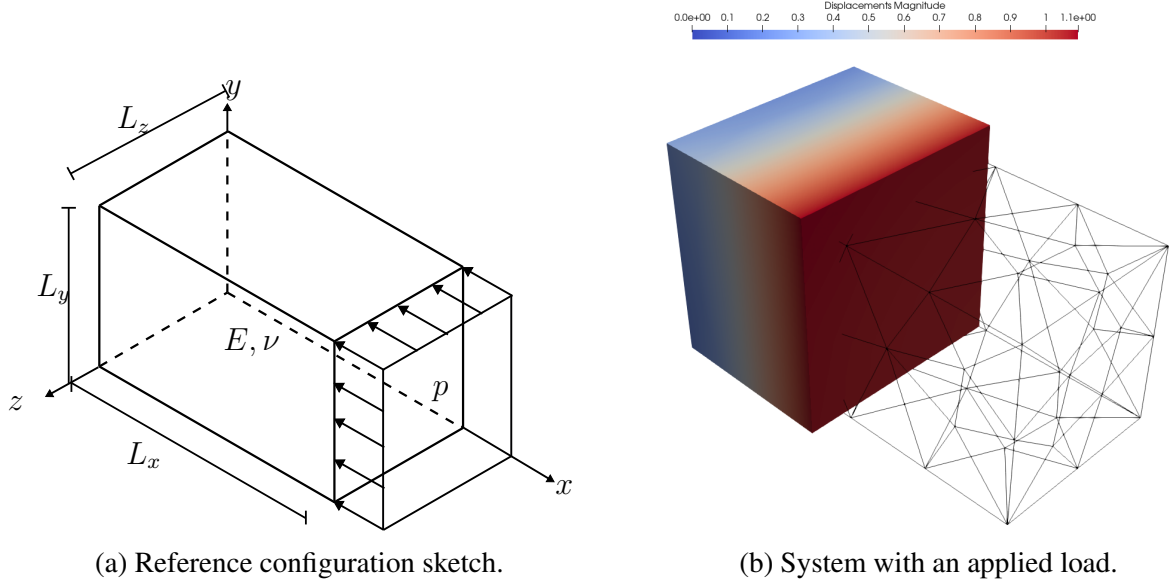 Displacements Magnitude
0.0e+00 0.1 0.2 0.3 0.4 0.5 0.6 0.7 0.8 0.9 1 1.1e+00
y
L_z
L_y
E, ν
p
z
L_x
x
(a) Reference configuration sketch.
(b) System with an applied load.